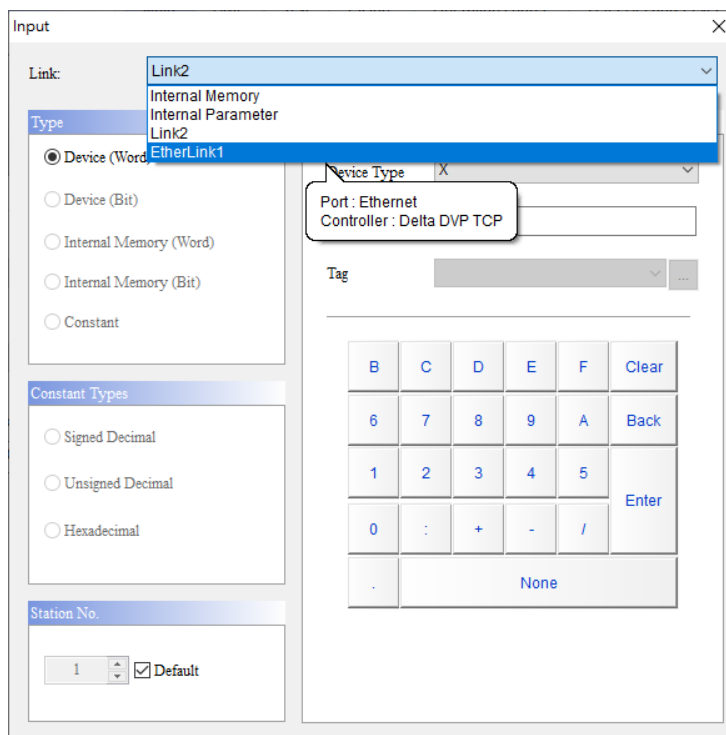 Input
Link:
Link2
Internal Memory
Internal Parameter
Link2
EtherLink1
Type
Device (Word)
Device (Bit)
Internal Memory (Word)
Internal Memory (Bit)
Constant
Device Type
X
Port : Ethernet
Controller : Delta DVP TCP
Tag
...
B C D E F Clear
6 7 8 9 A Back
1 2 3 4 5
Enter
0 : + - /
. None
Constant Types
Signed Decimal
Unsigned Decimal
Hexadecimal
Station No.
1
Default